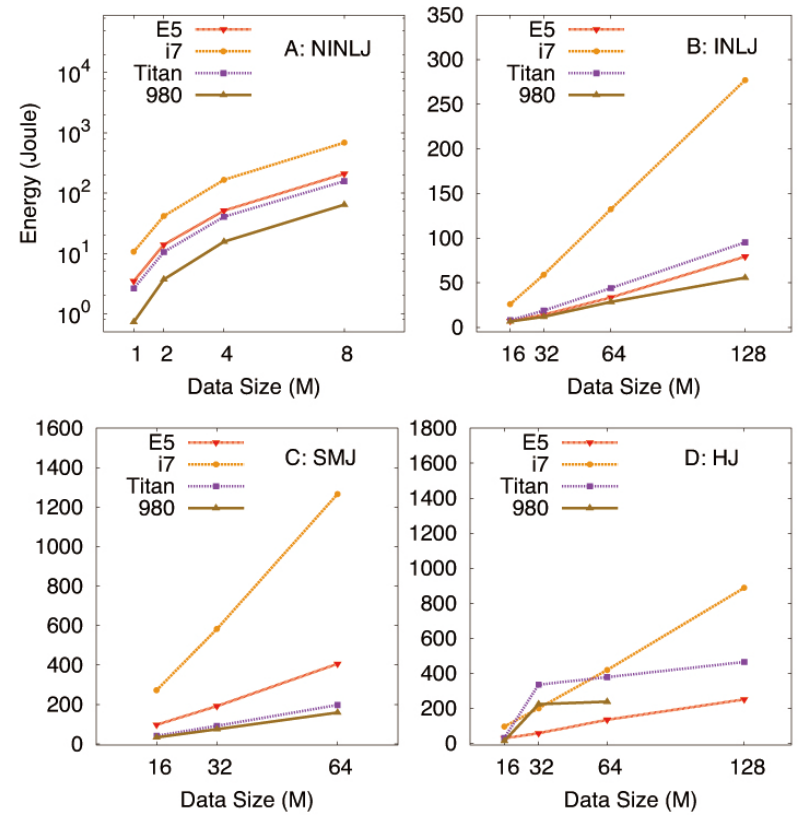 E5
i7
Titan
980
A: NINLJ
10^4
10^3
10^2
10^1
10^0
Energy (Joule)
1 2 4 8
Data Size (M)
E5
i7
Titan
980
B: INLJ
350
300
250
200
150
100
50
0
16 32 64 128
Data Size (M)
E5
i7
Titan
980
C: SMJ
1600
1400
1200
1000
800
600
400
200
0
16 32 64
Data Size (M)
E5
i7
Titan
980
D: HJ
1800
1600
1400
1200
1000
800
600
400
200
0
16 32 64 128
Data Size (M)